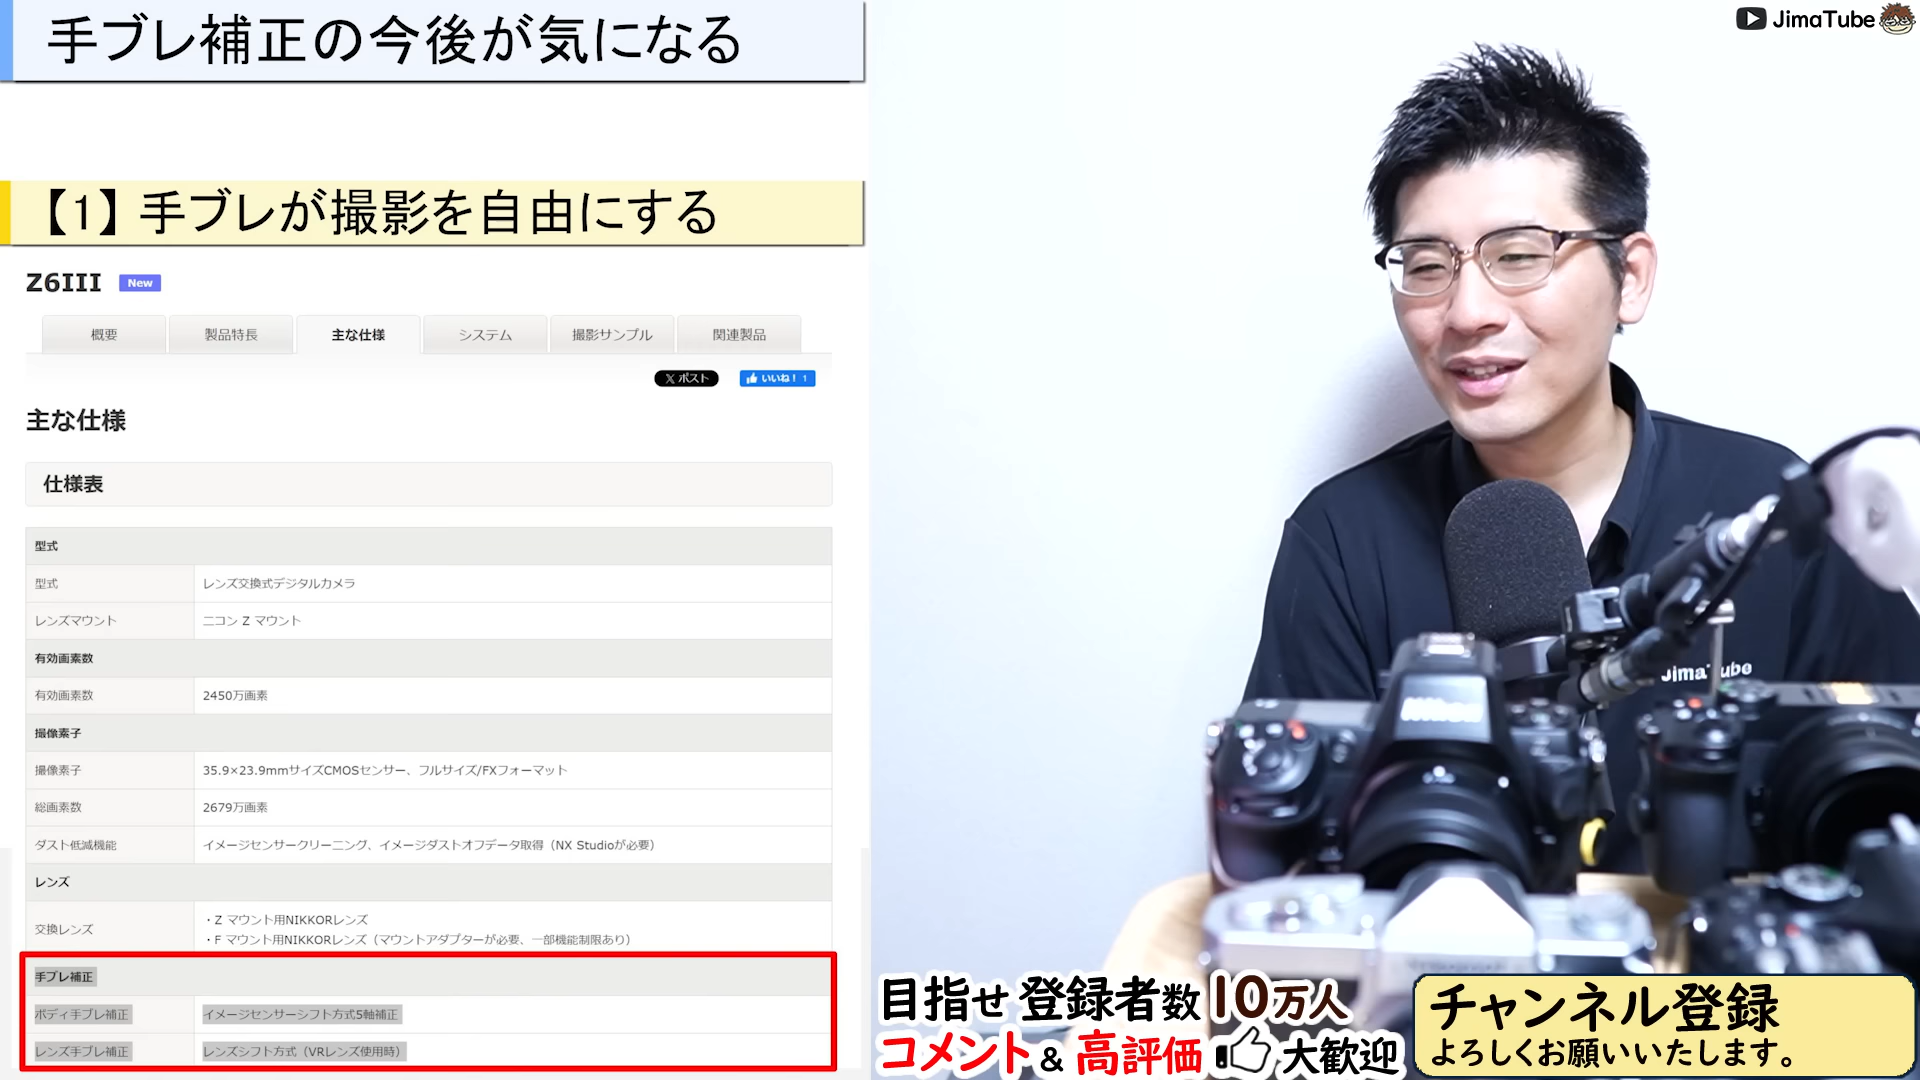 手ブレ補正の今後が気になる
【1】手ブレが撮影を自由にする
Z6III New
概要 製品特長 主な仕様 システム 撮影サンプル 関連製品
X ポスト いいね！ 1
主な仕様
仕様表
型式
型式 レンズ交換式デジタルカメラ
レンズマウント ニコン Z マウント
有効画素数
有効画素数 2450万画素
撮像素子
撮像素子 35.9×23.9mmサイズCMOSセンサー、フルサイズ/FXフォーマット
総画素数 2679万画素
ダスト低減機能 イメージセンサークリーニング、イメージダストオフデータ取得（NX Studioが必要）
レンズ
交換レンズ ・Z マウント用NIKKORレンズ
・F マウント用NIKKORレンズ（マウントアダプターが必要、一部機能制限あり）
手ブレ補正
ボディ手ブレ補正 イメージセンサーシフト方式5軸補正
レンズ手ブレ補正 レンズシフト方式（VRレンズ使用時）
JimaTube
JimaTube
Nikon
目指せ 登録者数 10万人
コメント & 高評価 大歓迎
チャンネル登録
よろしくお願いいたします。